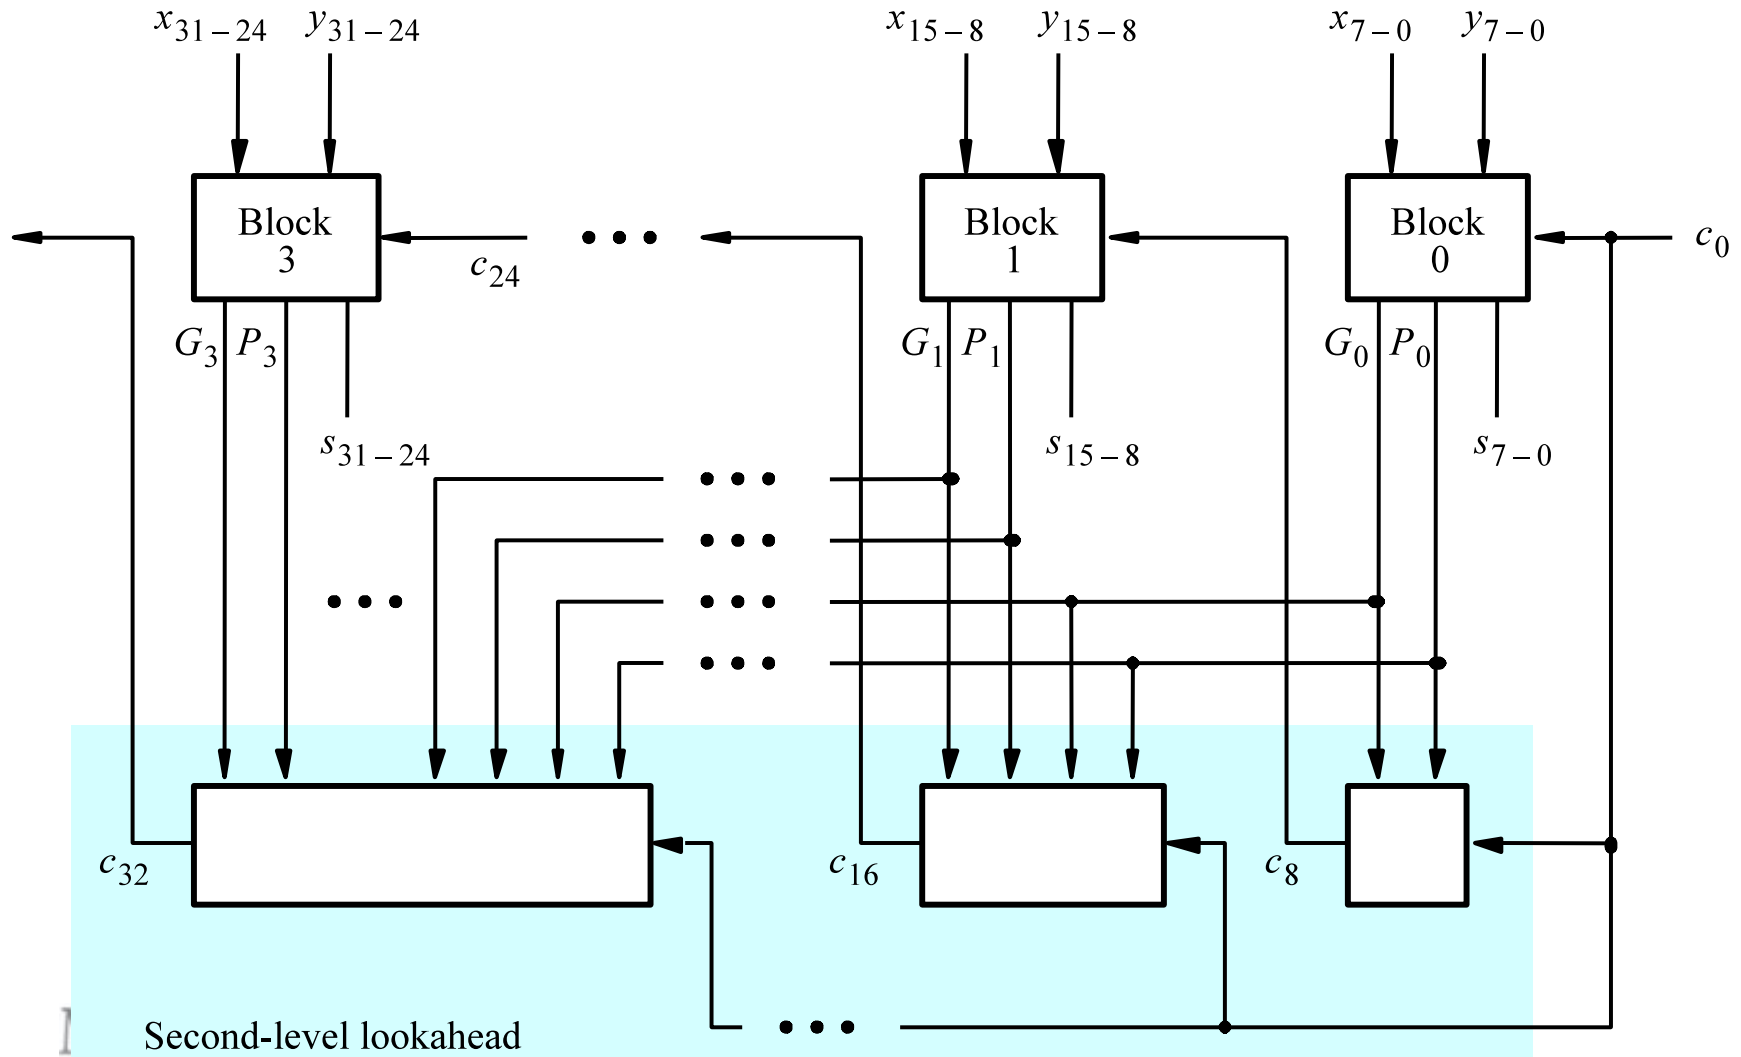 x31−24 y31−24 x15−8 y15−8 x7−0 y7−0
Block 3
Block 1
Block 0
c24
c0
G3 P3 G1 P1 G0 P0
s31−24 s15−8 s7−0
c32 c16 c8
Second-level lookahead